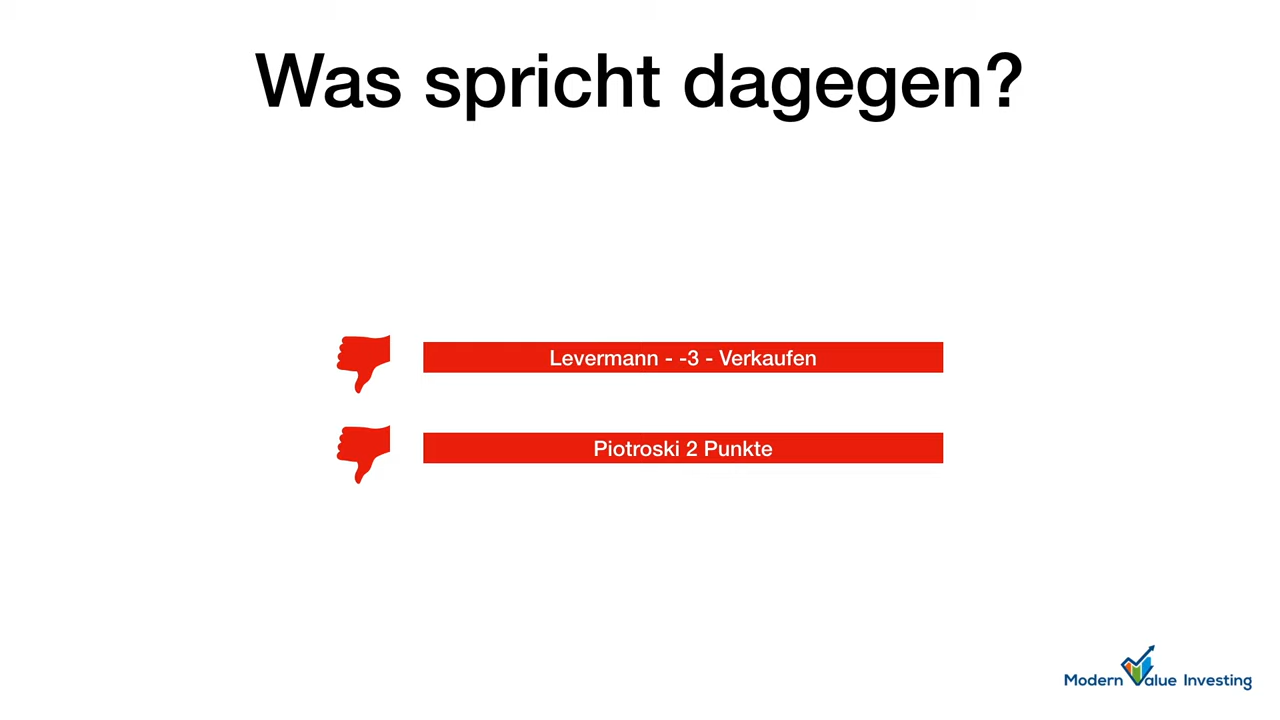 Was spricht dagegen?
Levermann - -3 - Verkaufen
Piotroski 2 Punkte
Modern Value Investing